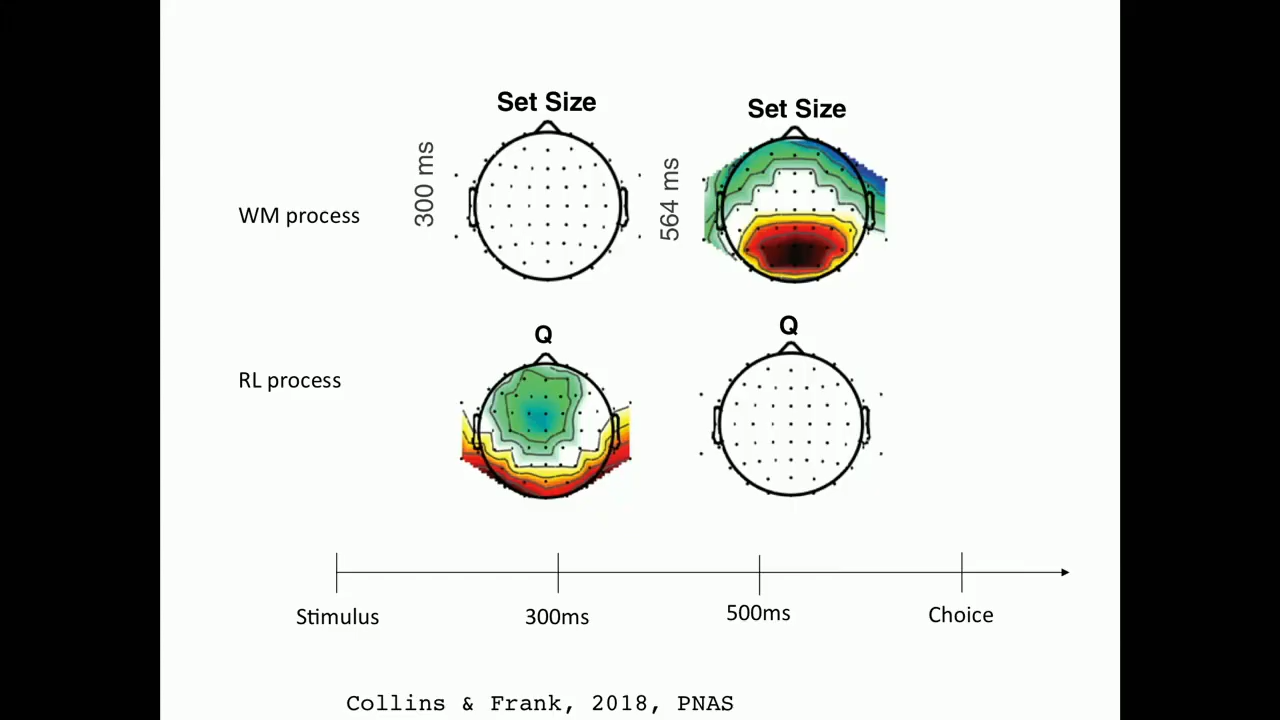 Set Size
Set Size
300 ms
564 ms
WM process
Q
Q
RL process
Stimulus
300ms
500ms
Choice
Collins & Frank, 2018, PNAS